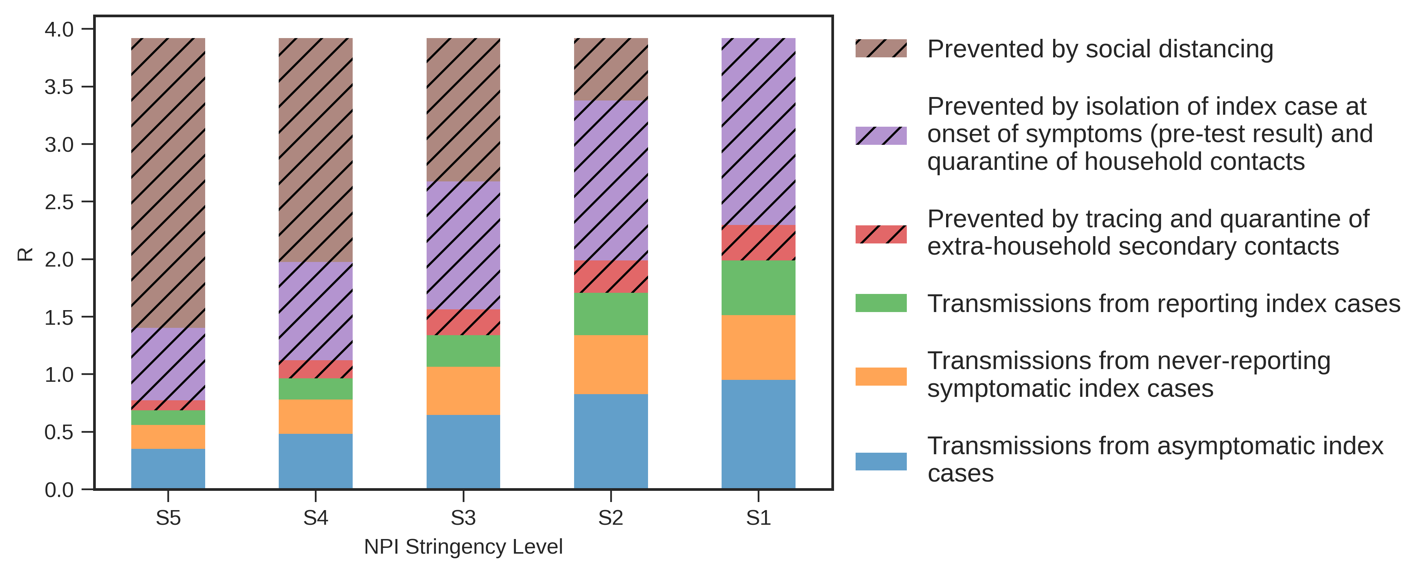 4.0
3.5
3.0
2.5
2.0
1.5
1.0
0.5
0.0
R
S5 S4 S3 S2 S1
NPI Stringency Level
Prevented by social distancing
Prevented by isolation of index case at
onset of symptoms (pre-test result) and
quarantine of household contacts
Prevented by tracing and quarantine of
extra-household secondary contacts
Transmissions from reporting index cases
Transmissions from never-reporting
symptomatic index cases
Transmissions from asymptomatic index
cases